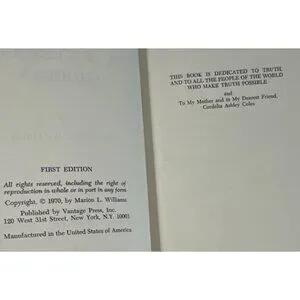 FIRST EDITION
All rights reserved, including the right of
reproduction in whole or in part in any form.
Copyright, © 1970, by Marion L. Williams
Published by Vantage Press, Inc.
120 West 31st Street, New York, N.Y. 10001
Manufactured in the United States of America
THIS BOOK IS DEDICATED TO TRUTH
AND TO ALL THE PEOPLE OF THE WORLD
WHO MAKE TRUTH POSSIBLE
and
To My Mother and to My Dearest Friend,
Cordelia Ashley Coles